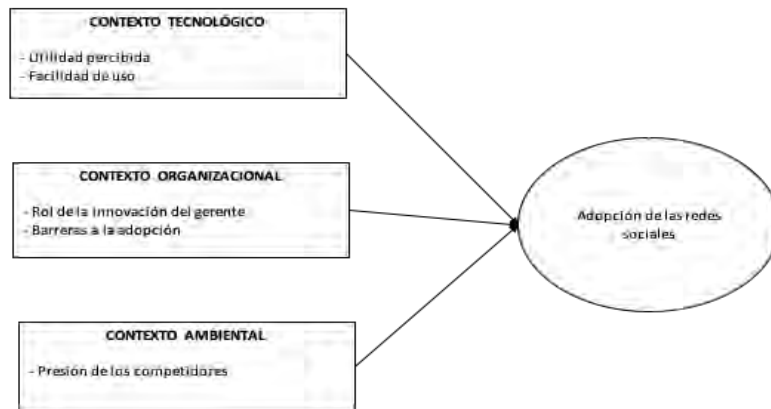 CONTEXTO TECNOLÓGICO
- Utilidad percibida
- Facilidad de uso
CONTEXTO ORGANIZACIONAL
- Rol de la innovación del gerente
- Barreras a la adopción
Adopción de las redes
sociales
CONTEXTO AMBIENTAL
- Presión de los competidores